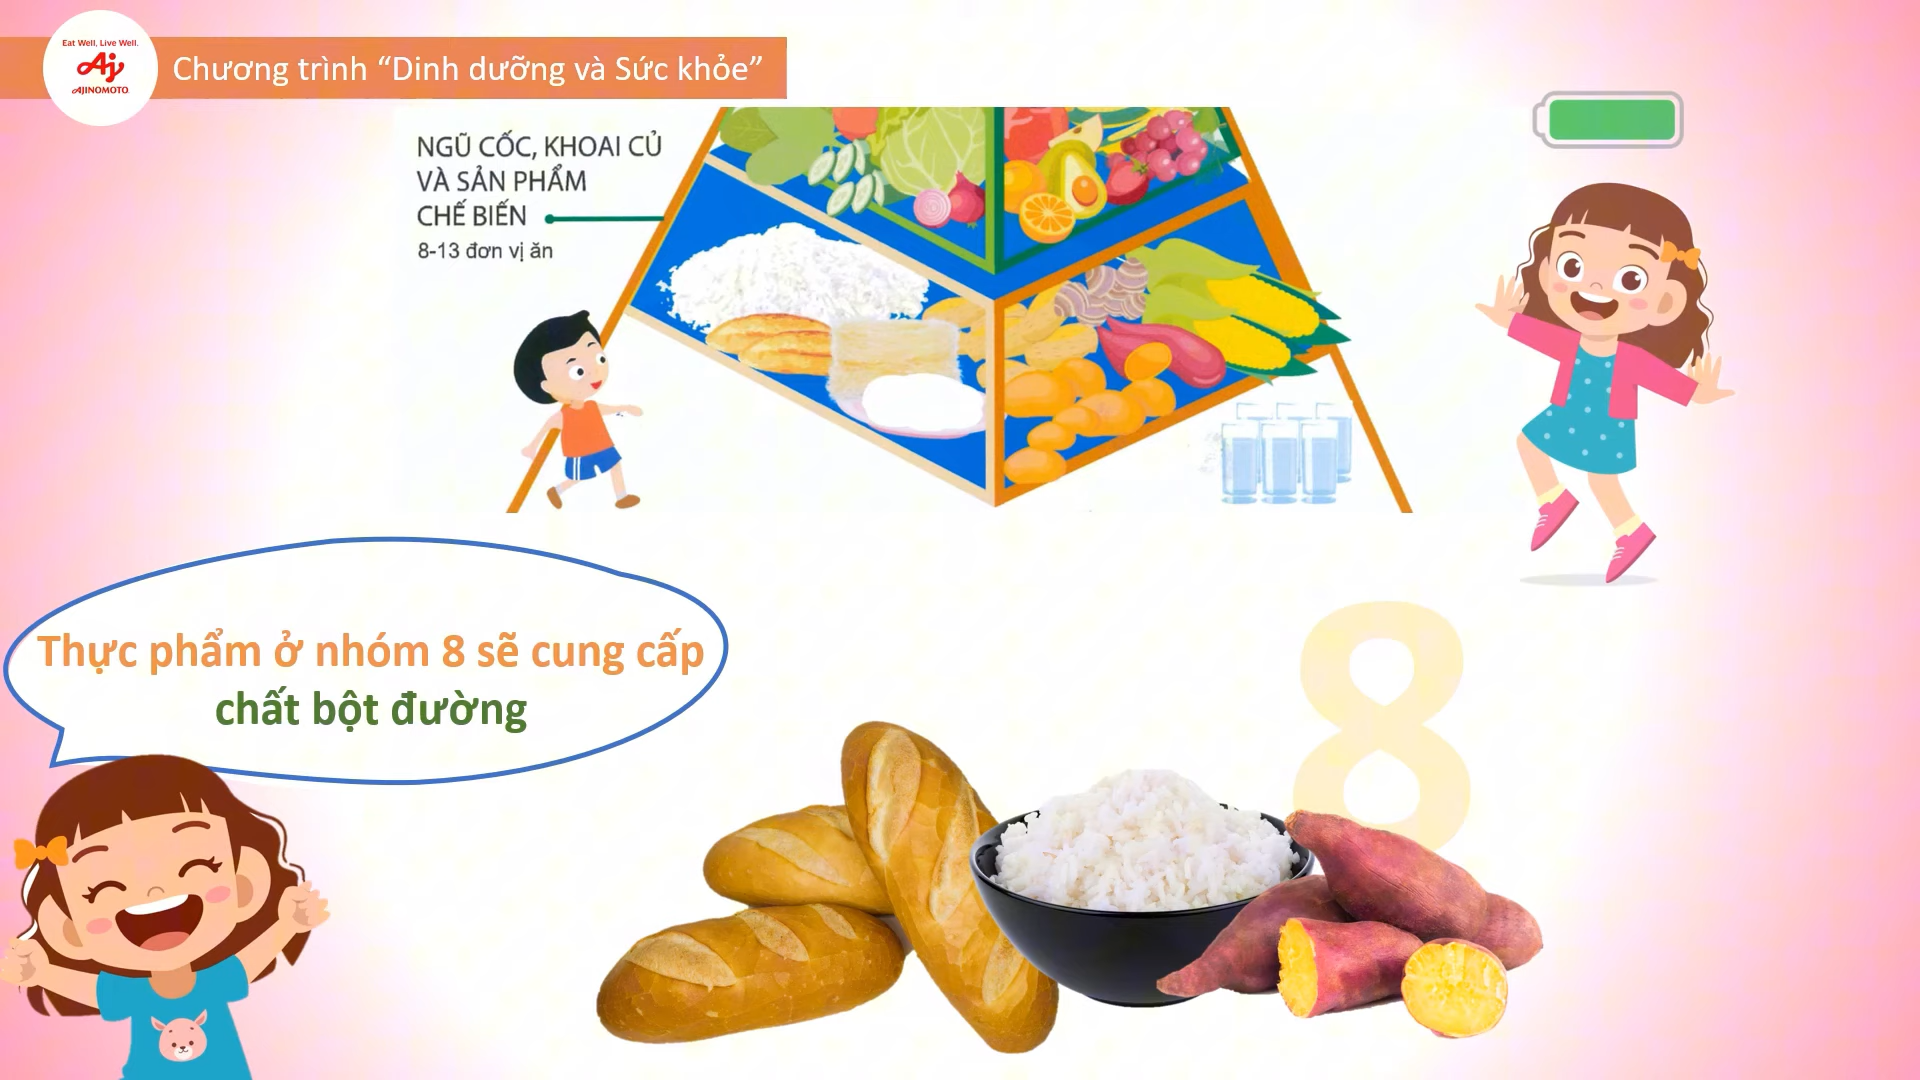 Eat Well, Live Well.
AJINOMOTO
Chương trình “Dinh dưỡng và Sức khỏe”
NGŨ CỐC, KHOAI CỦ
VÀ SẢN PHẨM
CHẾ BIẾN
8-13 đơn vị ăn
Thực phẩm ở nhóm 8 sẽ cung cấp
chất bột đường
8